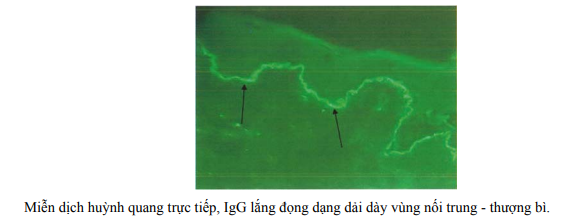 Miễn dịch huỳnh quang trực tiếp, IgG lắng đọng dạng dải dày vùng nối trung - thượng bì.